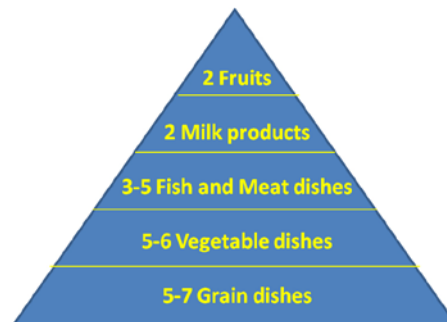 2 Fruits
2 Milk products
3-5 Fish and Meat dishes
5-6 Vegetable dishes
5-7 Grain dishes